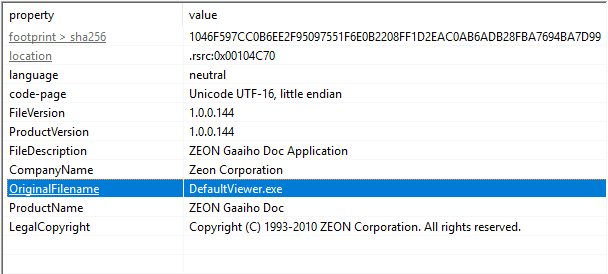 property value
footprint > sha256 1046F597CC0B6EE2F95097551F6E0B2208FF1D2EAC0AB6ADB28FBA7694BA7D99
location .rsrc:0x00104C70
language neutral
code-page Unicode UTF-16, little endian
FileVersion 1.0.0.144
ProductVersion 1.0.0.144
FileDescription ZEON Gaaiho Doc Application
CompanyName Zeon Corporation
OriginalFilename DefaultViewer.exe
ProductName ZEON Gaaiho Doc
LegalCopyright Copyright (C) 1993-2010 ZEON Corporation. All rights reserved.